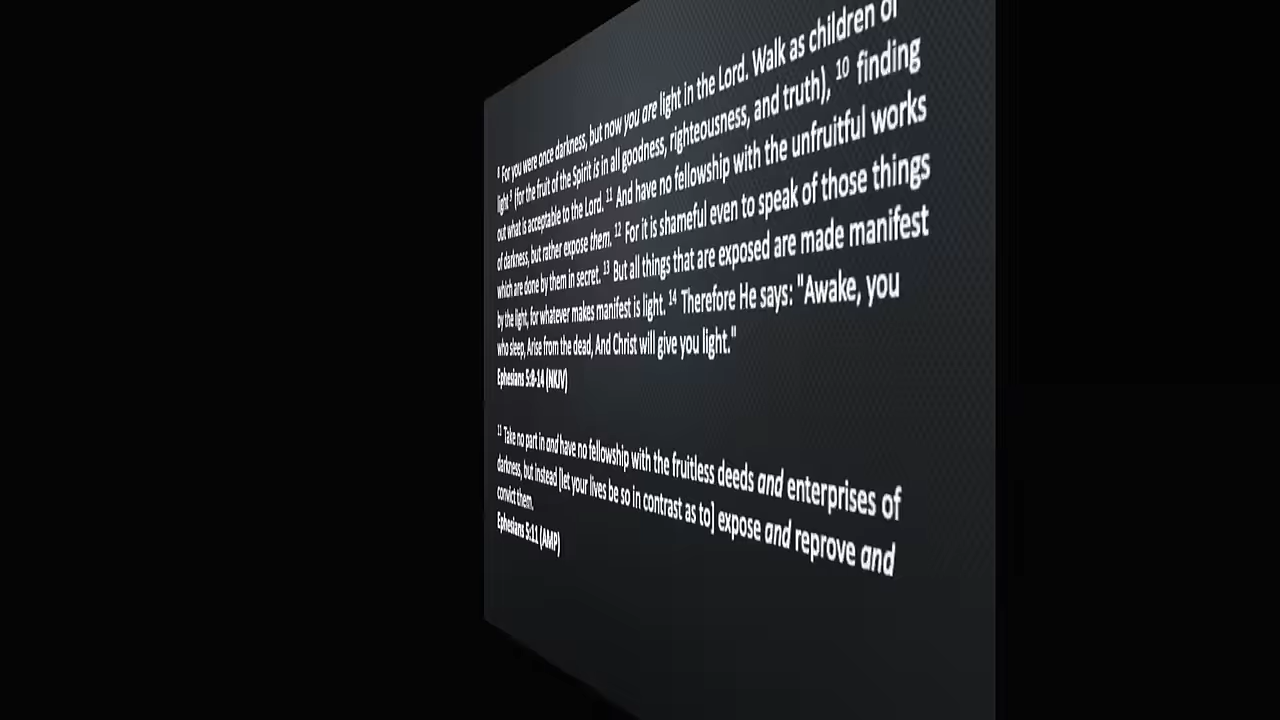 ⁸ For you were once darkness, but now you are light in the Lord. Walk as children of
light ⁹ (for the fruit of the Spirit is in all goodness, righteousness, and truth), ¹⁰ finding
out what is acceptable to the Lord. ¹¹ And have no fellowship with the unfruitful works
of darkness, but rather expose them. ¹² For it is shameful even to speak of those things
which are done by them in secret. ¹³ But all things that are exposed are made manifest
by the light, for whatever makes manifest is light. ¹⁴ Therefore He says: "Awake, you
who sleep, Arise from the dead, And Christ will give you light."
Ephesians 5:8-14 (NKJV)
¹¹ Take no part in and have no fellowship with the fruitless deeds and enterprises of
darkness, but instead [let your lives be so in contrast as to] expose and reprove and
convict them.
Ephesians 5:11 (AMP)